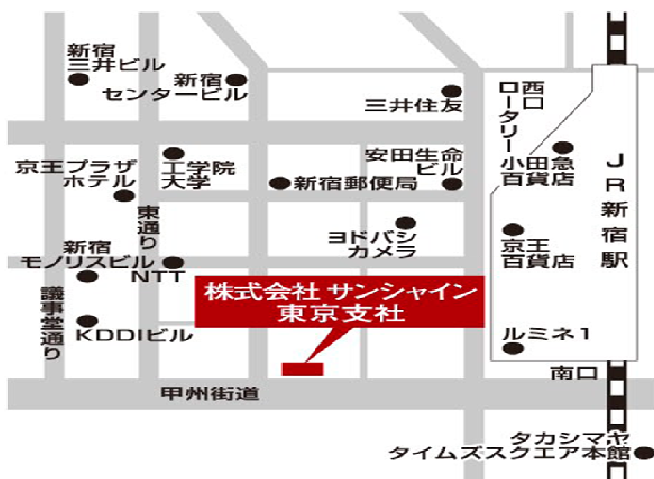 新宿
三井ビル
新宿
センタービル
三井住友
西口
ロータリー
京王プラザ
ホテル
工学院
大学
新宿郵便局
安田生命
ビル
小田急
百貨店
JR新宿駅
東通り
新宿
モノリスビル
NTT
ヨドバシ
カメラ
京王
百貨店
議事堂通り
KDDIビル
株式会社 サンシャイン
東京支社
ルミネ1
南口
甲州街道
タカシマヤ
タイムズスクエア本館